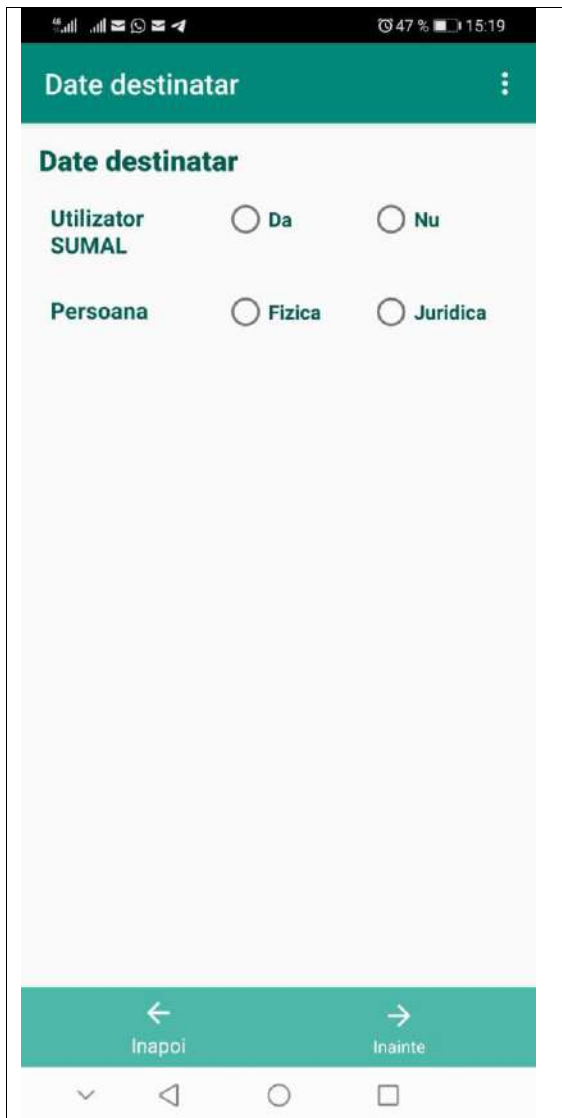 47 % 15:19
Date destinatar
Date destinatar
Utilizator SUMAL Da Nu
Persoana Fizica Juridica
Inapoi Inainte